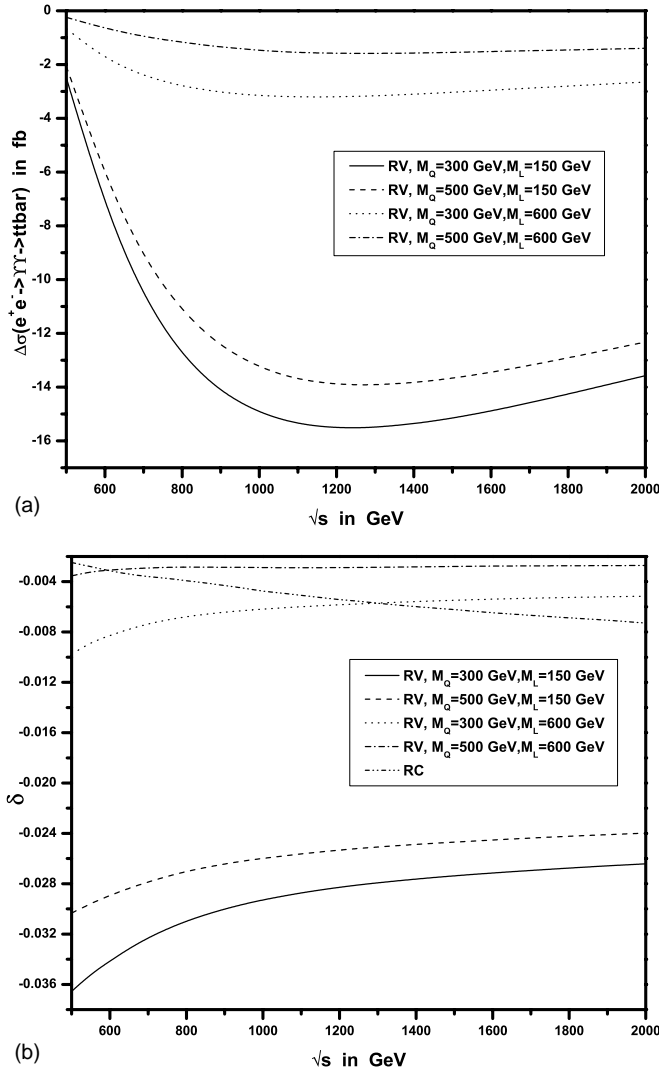 0
-2
-4
-6
-8
-10
-12
-14
-16
Δσ(e⁺e⁻->γγ->ttbar) in fb
RV, M_Q=300 GeV,M_L=150 GeV
RV, M_Q=500 GeV,M_L=150 GeV
RV, M_Q=300 GeV,M_L=600 GeV
RV, M_Q=500 GeV,M_L=600 GeV
600 800 1000 1200 1400 1600 1800 2000
(a)
√s in GeV
-0.004
-0.008
-0.012
-0.016
-0.020
-0.024
-0.028
-0.032
-0.036
δ
RV, M_Q=300 GeV,M_L=150 GeV
RV, M_Q=500 GeV,M_L=150 GeV
RV, M_Q=300 GeV,M_L=600 GeV
RV, M_Q=500 GeV,M_L=600 GeV
RC
600 800 1000 1200 1400 1600 1800 2000
(b)
√s in GeV